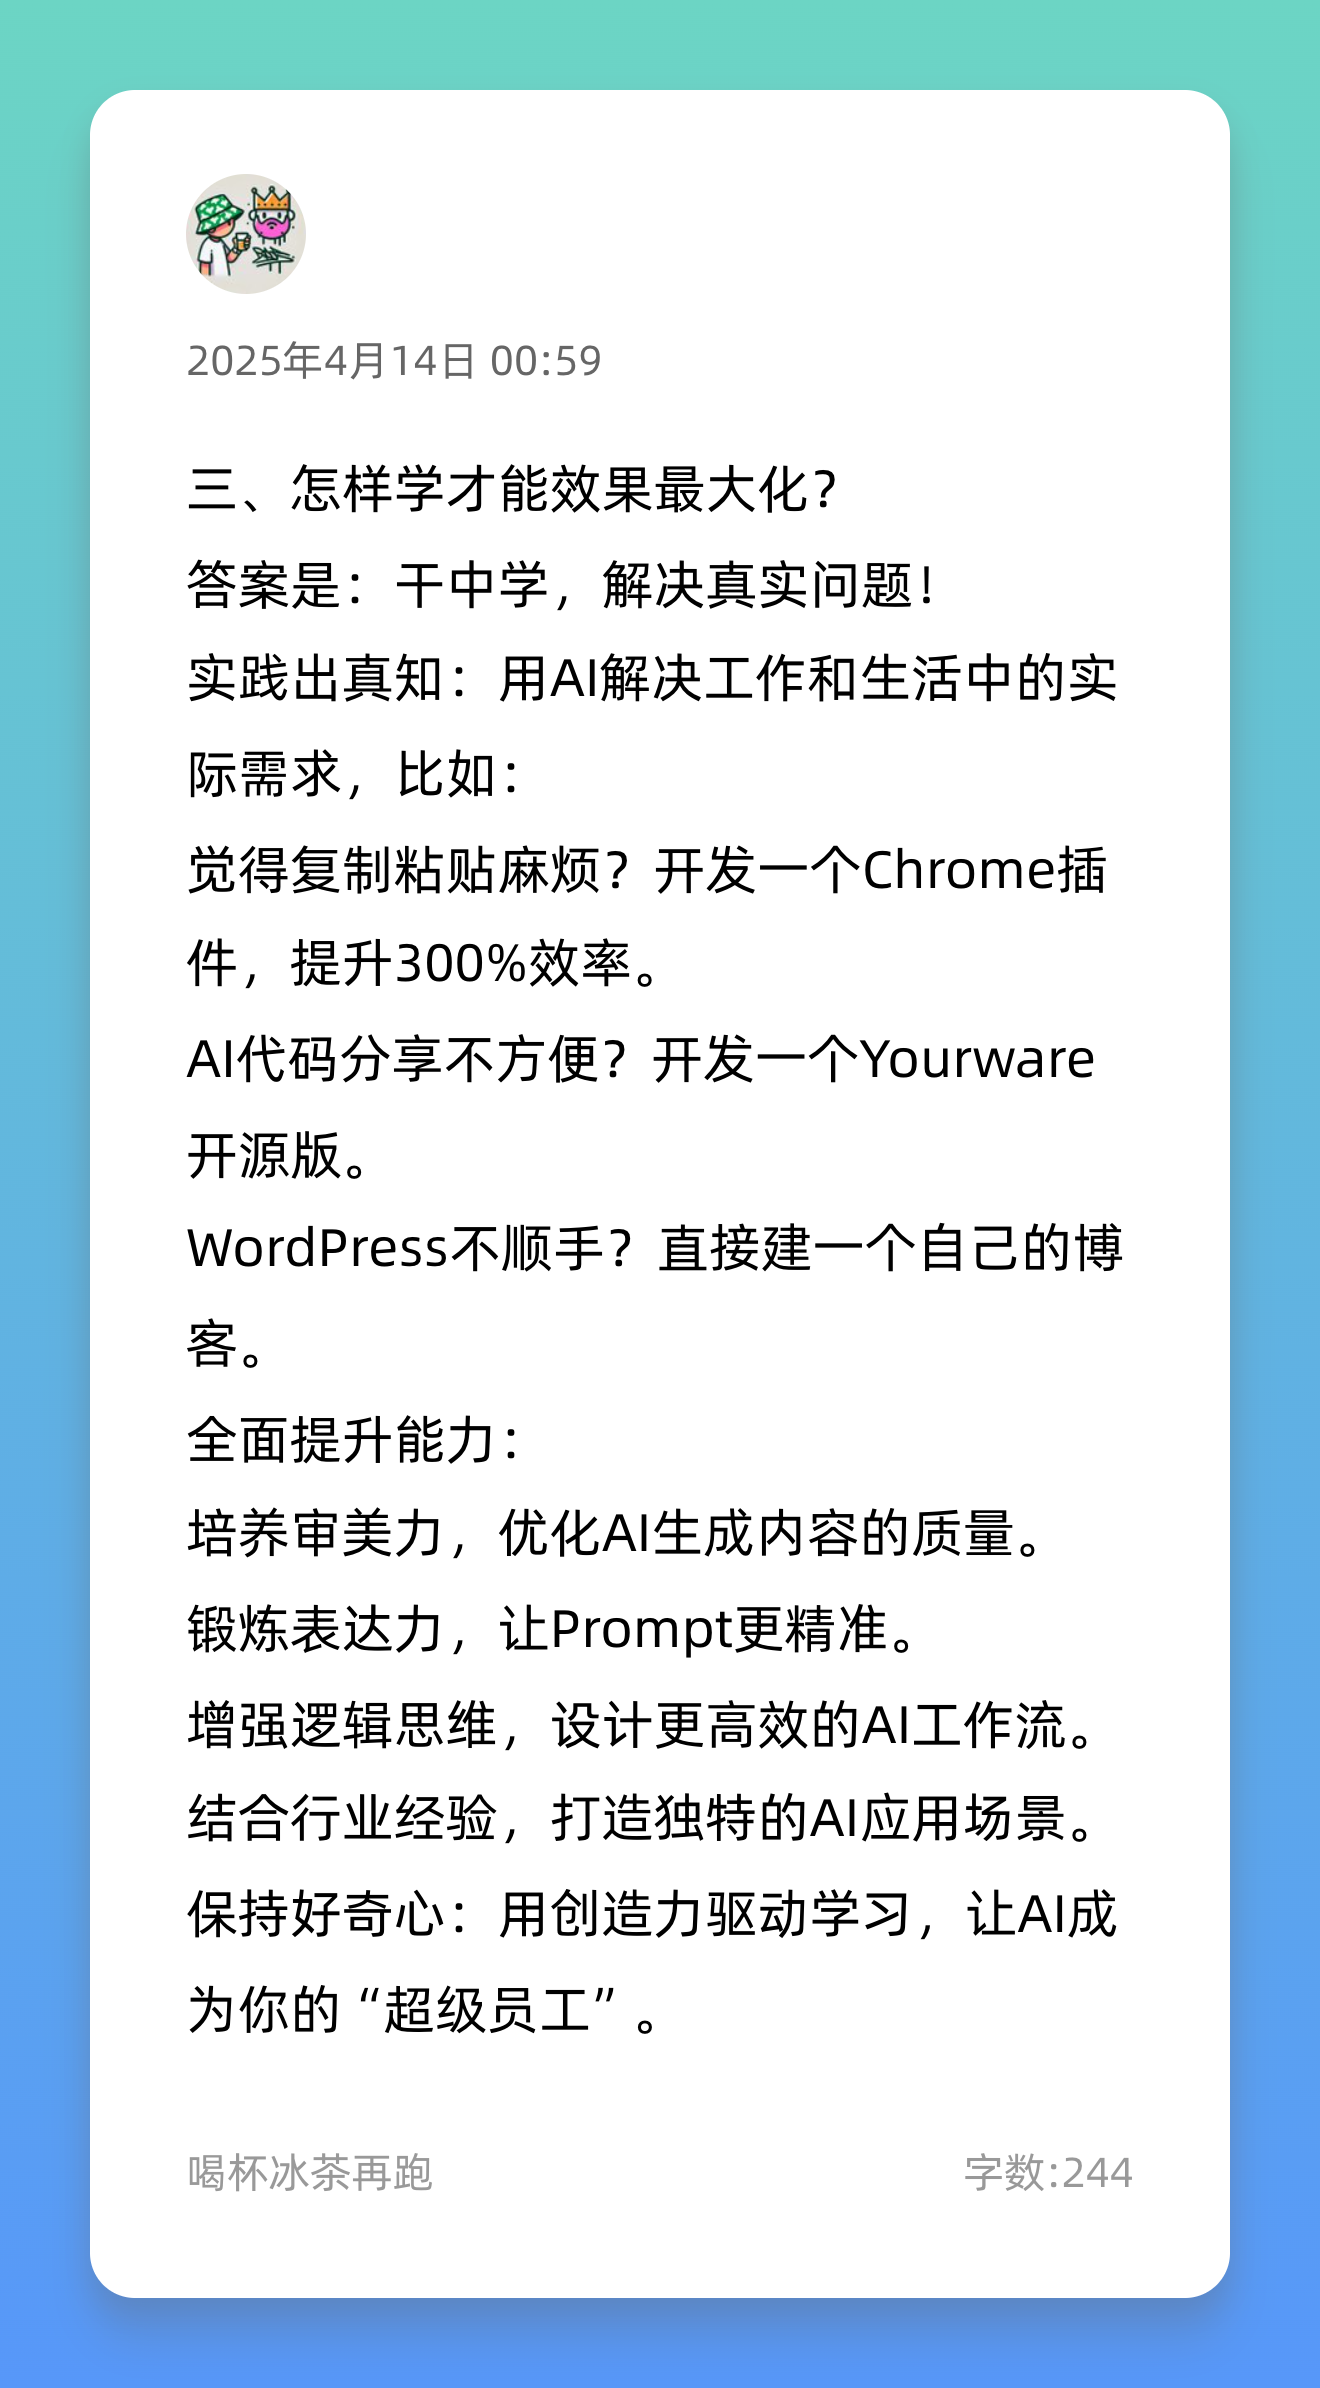 2025年4月14日 00:59
三、怎样学才能效果最大化？
答案是：干中学，解决真实问题！
实践出真知：用AI解决工作和生活中的实
际需求，比如：
觉得复制粘贴麻烦？开发一个Chrome插
件，提升300%效率。
AI代码分享不方便？开发一个Yourware
开源版。
WordPress不顺手？直接建一个自己的博
客。
全面提升能力：
培养审美力，优化AI生成内容的质量。
锻炼表达力，让Prompt更精准。
增强逻辑思维，设计更高效的AI工作流。
结合行业经验，打造独特的AI应用场景。
保持好奇心：用创造力驱动学习，让AI成
为你的“超级员工”。
喝杯冰茶再跑
字数:244